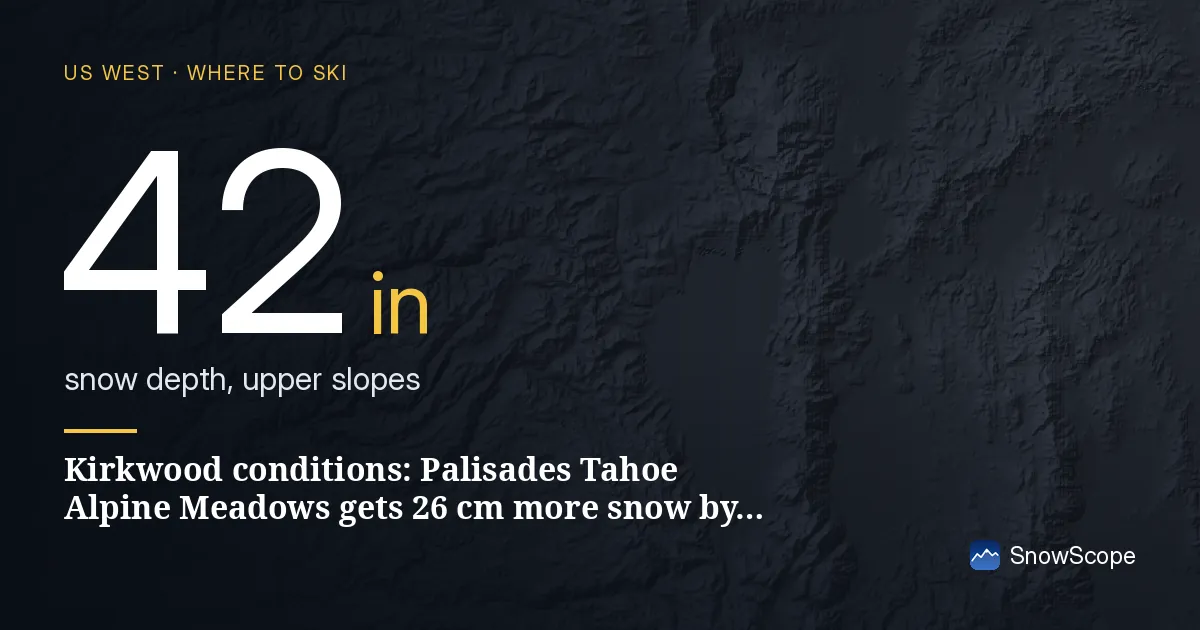 US WEST · WHERE TO SKI
42 in
snow depth, upper slopes
Kirkwood conditions: Palisades Tahoe
Alpine Meadows gets 26 cm more snow by...
SnowScope